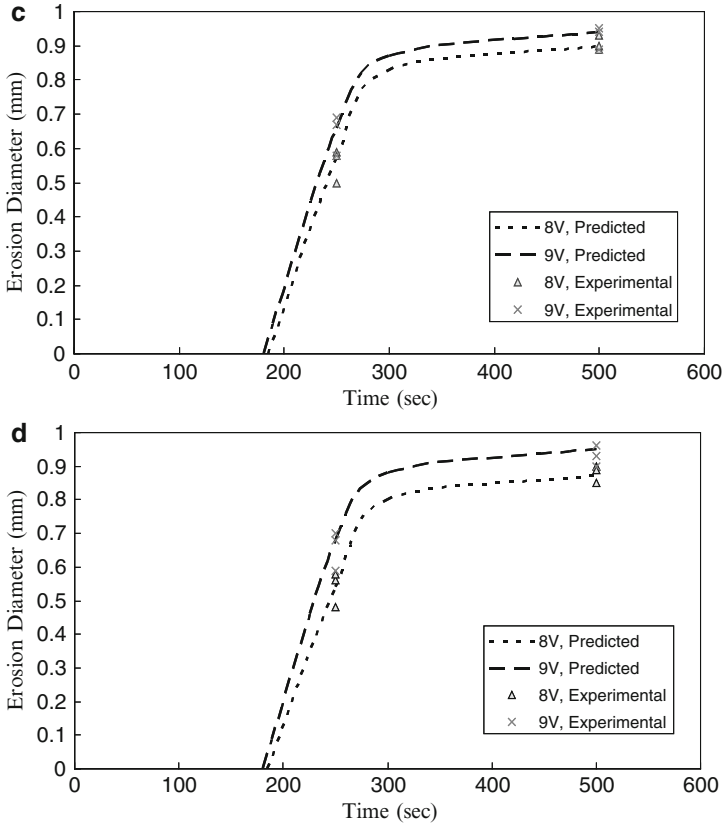 c
1
0.9
0.8
0.7
0.6
0.5
0.4
0.3
0.2
0.1
0
Erosion Diameter (mm)
0 100 200 300 400 500 600
Time (sec)
8V, Predicted
9V, Predicted
8V, Experimental
9V, Experimental
d
1
0.9
0.8
0.7
0.6
0.5
0.4
0.3
0.2
0.1
0
Erosion Diameter (mm)
0 100 200 300 400 500 600
Time (sec)
8V, Predicted
9V, Predicted
8V, Experimental
9V, Experimental